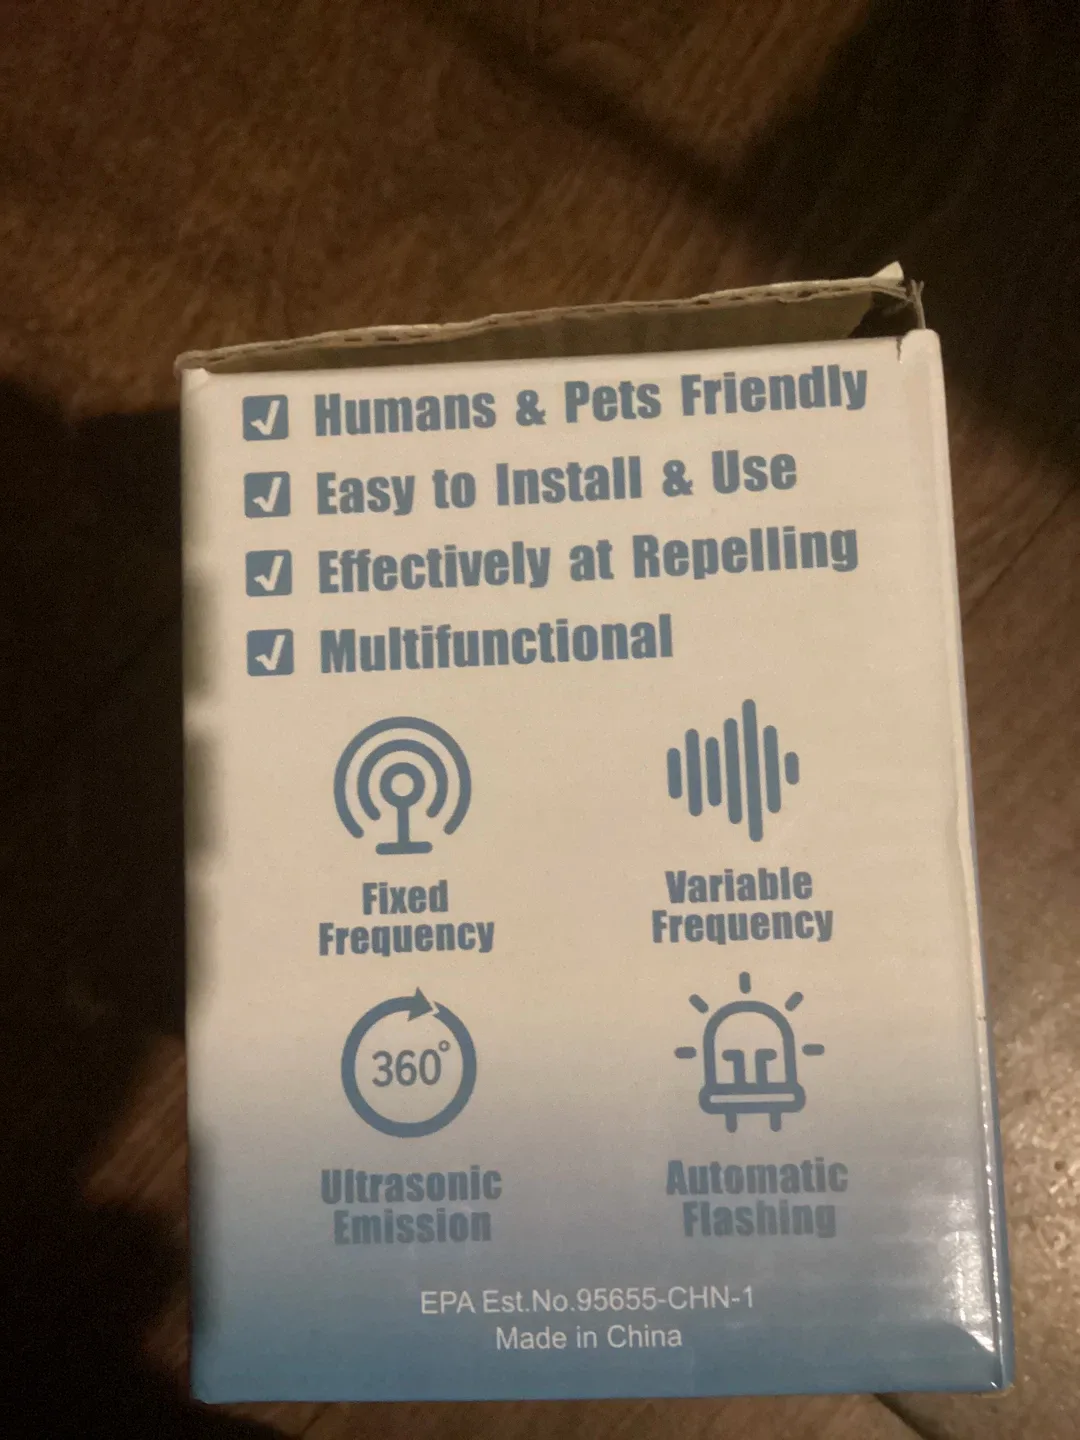 Humans & Pets Friendly
Easy to Install & Use
Effectively at Repelling
Multifunctional
Fixed
Frequency
Variable
Frequency
360°
Ultrasonic
Emission
Automatic
Flashing
EPA Est.No.95655-CHN-1
Made in China